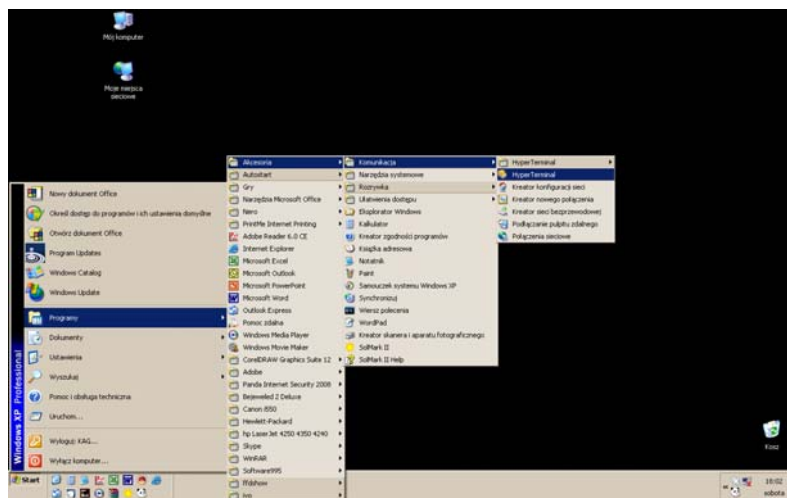 Mój komputer
Moje miejsca
sieciowe
Nowy dokument Office
Określ dostęp do programów i ich ustawienia domyślne
Otwórz dokument Office
Program Updates
Windows Catalog
Windows Update
Programy
Dokumenty
Ustawienia
Wyszukaj
Pomoc i obsługa techniczna
Uruchom...
Wyloguj KAG...
Wyłącz komputer...
Windows XP Professional
Akcesoria
Autostart
Gry
Narzędzia Microsoft Office
Nero
PrintMe Internet Printing
Adobe Reader 6.0 CE
Internet Explorer
Microsoft Excel
Microsoft Outlook
Microsoft PowerPoint
Microsoft Word
Outlook Express
Pomoc zdalna
Windows Media Player
Windows Movie Maker
CorelDRAW Graphics Suite 12
Adobe
Panda Internet Security 2008
Bejeweled 2 Deluxe
Canon i550
Hewlett-Packard
hp LaserJet 4250 4350 4240
Skype
WinRAR
Software995
ffdshow
ivo
Komunikacja
Narzędzia systemowe
Rozrywka
Ułatwienia dostępu
Eksplorator Windows
Kalkulator
Kreator zgodności programów
Książka adresowa
Notatnik
Paint
Samouczek systemu Windows XP
Synchronizuj
Wiersz polecenia
WordPad
Kreator skanera i aparatu fotograficznego
SolMark II
SolMark II Help
HyperTerminal
HyperTerminal
Kreator konfiguracji sieci
Kreator nowego połączenia
Kreator sieci bezprzewodowej
Podłączanie pulpitu zdalnego
Połączenia sieciowe
Kosz
Start
18:02
sobota